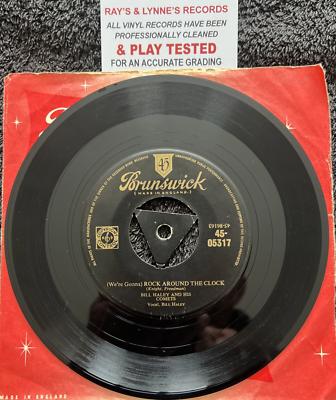 RAY'S & LYNNE'S RECORDS
ALL VINYL RECORDS HAVE BEEN
PROFESSIONALLY CLEANED
& PLAY TESTED
FOR AN ACCURATE GRADING
45
Brunswick
[MADE IN ENGLAND.]
45-
05317
(We're Gonna) ROCK AROUND THE CLOCK
(Knight, Freedman)
BILL HALEY AND HIS
COMETS
Vocal: BILL HALEY
MADE IN ENGLAND